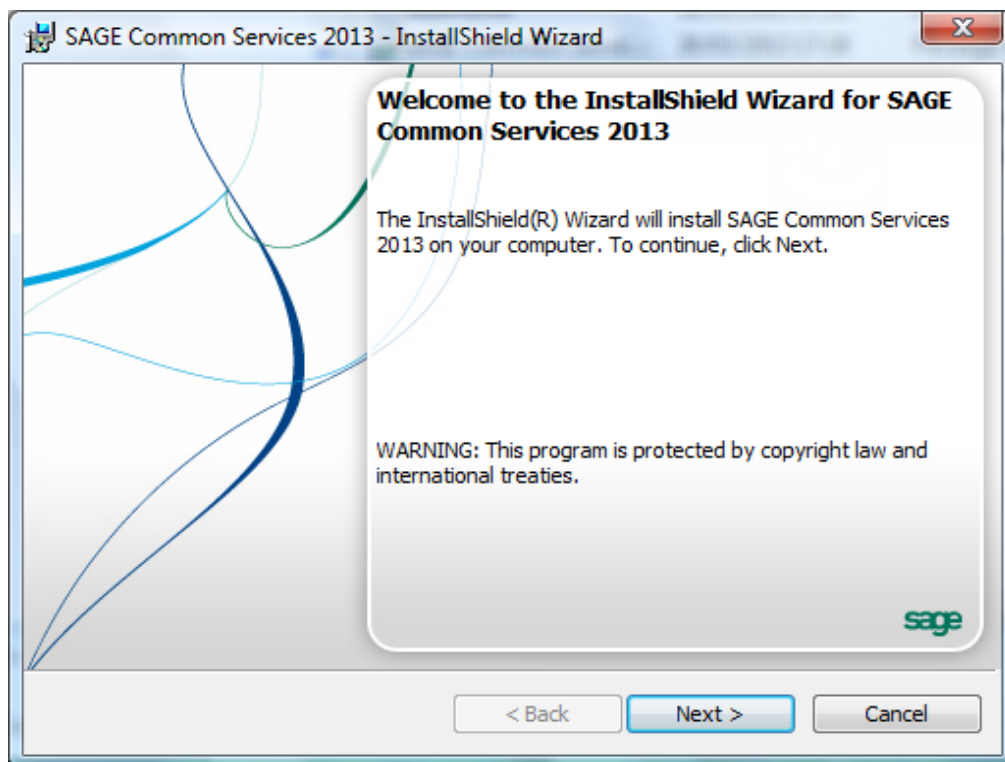 SAGE Common Services 2013 - InstallShield Wizard
Welcome to the InstallShield Wizard for SAGE
Common Services 2013
The InstallShield(R) Wizard will install SAGE Common Services
2013 on your computer. To continue, click Next.
WARNING: This program is protected by copyright law and
international treaties.
sage
< Back
Next >
Cancel